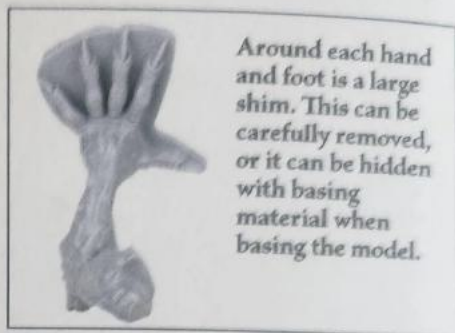 Around each hand
and foot is a large
shim. This can be
carefully removed,
or it can be hidden
with basing
material when
basing the model.